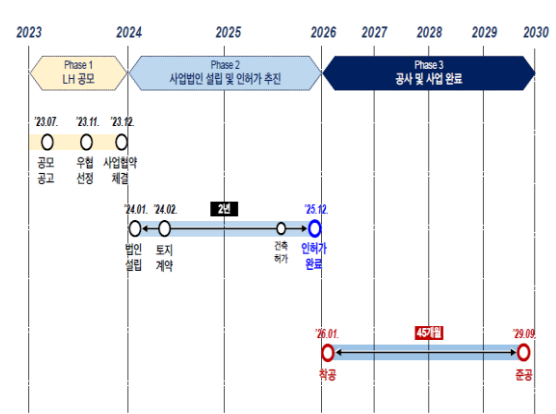 2023 2024 2025 2026 2027 2028 2029 2030
Phase 1
LH 공모
Phase 2
사업법인 설립 및 인허가 추진
Phase 3
공사 및 사업 완료
'23.07. '23.11. '23.12.
공모 우협 사업협약
공고 선정 체결
'24.01. '24.02. 2년 '25.12.
법인 토지 건축 인허가
설립 계약 허가 완료
'26.01. 45개월 '29.09.
착공 준공